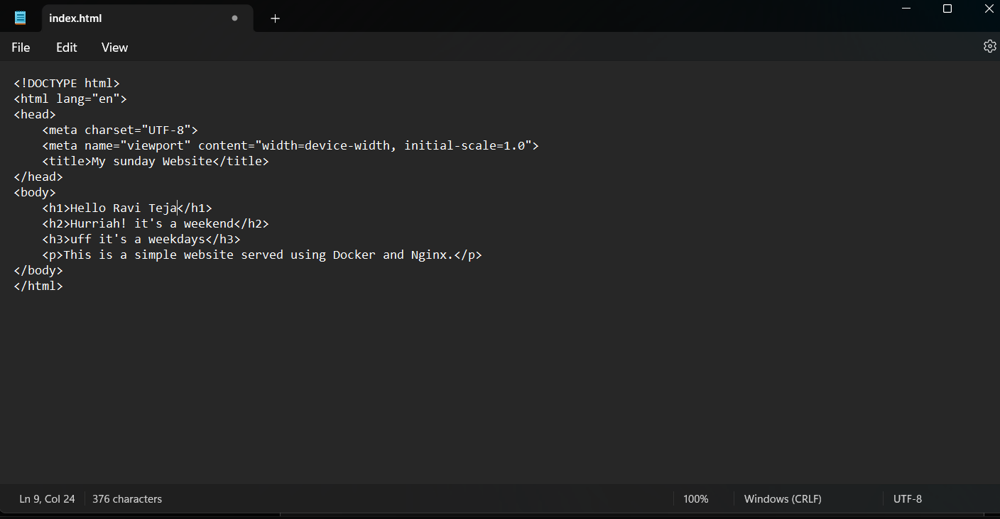 index.html
File Edit View
<!DOCTYPE html>
<html lang="en">
<head>
    <meta charset="UTF-8">
    <meta name="viewport" content="width=device-width, initial-scale=1.0">
    <title>My sunday Website</title>
</head>
<body>
    <h1>Hello Ravi Teja</h1>
    <h2>Hurriah! it's a weekend</h2>
    <h3>uff it's a weekdays</h3>
    <p>This is a simple website served using Docker and Nginx.</p>
</body>
</html>
Ln 9, Col 24 376 characters 100% Windows (CRLF) UTF-8